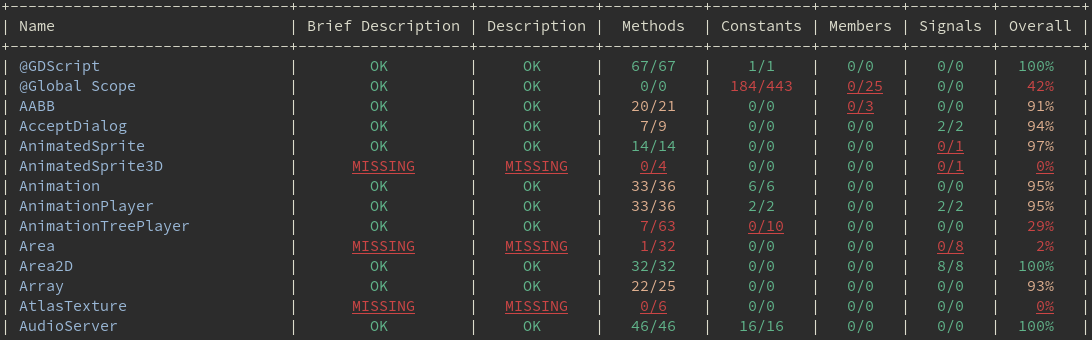 +-------------------------------+-------------------+-------------+-----------+-----------+---------+---------+---------+
| Name | Brief Description | Description | Methods | Constants | Members | Signals | Overall |
+-------------------------------+-------------------+-------------+-----------+-----------+---------+---------+---------+
| @GDScript | OK | OK | 67/67 | 1/1 | 0/0 | 0/0 | 100% |
| @Global Scope | OK | OK | 0/0 | 184/443 | 0/25 | 0/0 | 42% |
| AABB | OK | OK | 20/21 | 0/0 | 0/3 | 0/0 | 91% |
| AcceptDialog | OK | OK | 7/9 | 0/0 | 0/0 | 2/2 | 94% |
| AnimatedSprite | OK | OK | 14/14 | 0/0 | 0/0 | 0/1 | 97% |
| AnimatedSprite3D | MISSING | MISSING | 0/4 | 0/0 | 0/0 | 0/1 | 0% |
| Animation | OK | OK | 33/36 | 6/6 | 0/0 | 0/0 | 95% |
| AnimationPlayer | OK | OK | 33/36 | 2/2 | 0/0 | 2/2 | 95% |
| AnimationTreePlayer | OK | OK | 7/63 | 0/10 | 0/0 | 0/0 | 29% |
| Area | MISSING | MISSING | 1/32 | 0/0 | 0/0 | 0/8 | 2% |
| Area2D | OK | OK | 32/32 | 0/0 | 0/0 | 8/8 | 100% |
| Array | OK | OK | 22/25 | 0/0 | 0/0 | 0/0 | 93% |
| AtlasTexture | MISSING | MISSING | 0/6 | 0/0 | 0/0 | 0/0 | 0% |
| AudioServer | OK | OK | 46/46 | 16/16 | 0/0 | 0/0 | 100% |